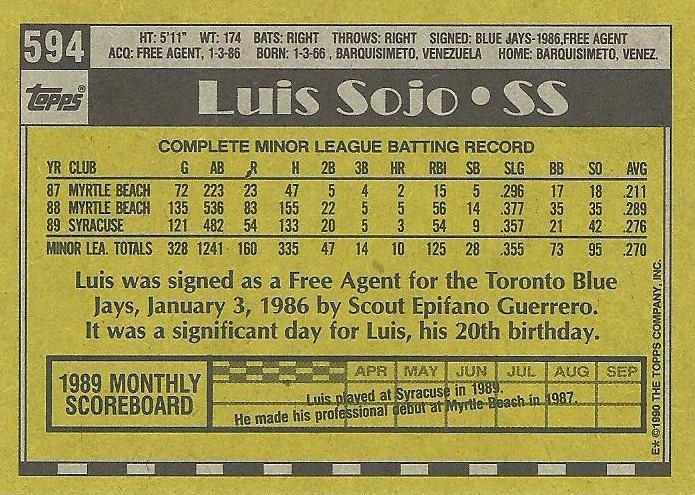 594
HT: 5'11" WT: 174 BATS: RIGHT THROWS: RIGHT SIGNED: BLUE JAYS-1986,FREE AGENT
ACQ: FREE AGENT, 1-3-86 BORN: 1-3-66 , BARQUISIMETO, VENEZUELA HOME: BARQUISIMETO, VENEZ.
Topps®
Luis Sojo • SS
COMPLETE MINOR LEAGUE BATTING RECORD
YR CLUB G AB R H 2B 3B HR RBI SB SLG BB SO AVG
87 MYRTLE BEACH 72 223 23 47 5 4 2 15 5 .296 17 18 .211
88 MYRTLE BEACH 135 536 83 155 22 5 5 56 14 .377 35 35 .289
89 SYRACUSE 121 482 54 133 20 5 3 54 9 .357 21 42 .276
MINOR LEA. TOTALS 328 1241 160 335 47 14 10 125 28 .355 73 95 .270
Luis was signed as a Free Agent for the Toronto Blue
Jays, January 3, 1986 by Scout Epifano Guerrero.
It was a significant day for Luis, his 20th birthday.
1989 MONTHLY
SCOREBOARD
APR MAY JUN JUL AUG SEP
Luis played at Syracuse in 1989.
He made his professional debut at Myrtle Beach in 1987.
E* ©1990 THE TOPPS COMPANY, INC.